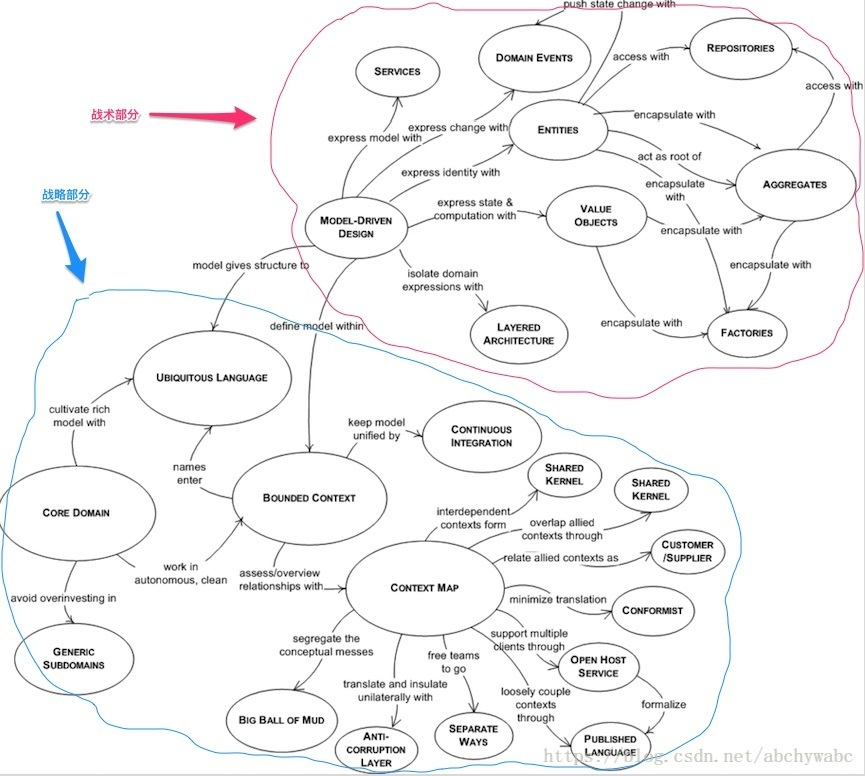 push state change with
SERVICES
DOMAIN EVENTS
REPOSITORIES
access with
access with
战术部分
express model with
express change with
ENTITIES
encapsulate with
act as root of
express identity with
encapsulate
with
AGGREGATES
战略部分
MODEL-DRIVEN
DESIGN
express state &
computation with
VALUE
OBJECTS
encapsulate with
model gives structure to
isolate domain
expressions with
encapsulate with
define model within
LAYERED
ARCHITECTURE
encapsulate with
FACTORIES
UBIQUITOUS LANGUAGE
cultivate rich
model with
keep model
unified by
CONTINUOUS
INTEGRATION
names
enter
BOUNDED CONTEXT
SHARED
KERNEL
SHARED
KERNEL
CORE DOMAIN
interdependent
contexts form
overlap allied
contexts through
work in
autonomous, clean
assess/overview
relationships with
CONTEXT MAP
relate allied contexts as
CUSTOMER
/SUPPLIER
avoid overinvesting in
minimize translation
CONFORMIST
GENERIC
SUBDOMAINS
segregate the
conceptual messes
free teams
to go
support multiple
clients through
OPEN HOST
SERVICE
translate and insulate
unilaterally with
loosely couple
contexts
through
formalize
BIG BALL OF MUD
ANTI-
CORRUPTION
LAYER
SEPARATE
WAYS
PUBLISHED
LANGUAGE
https://blog.csdn.net/abchywabc